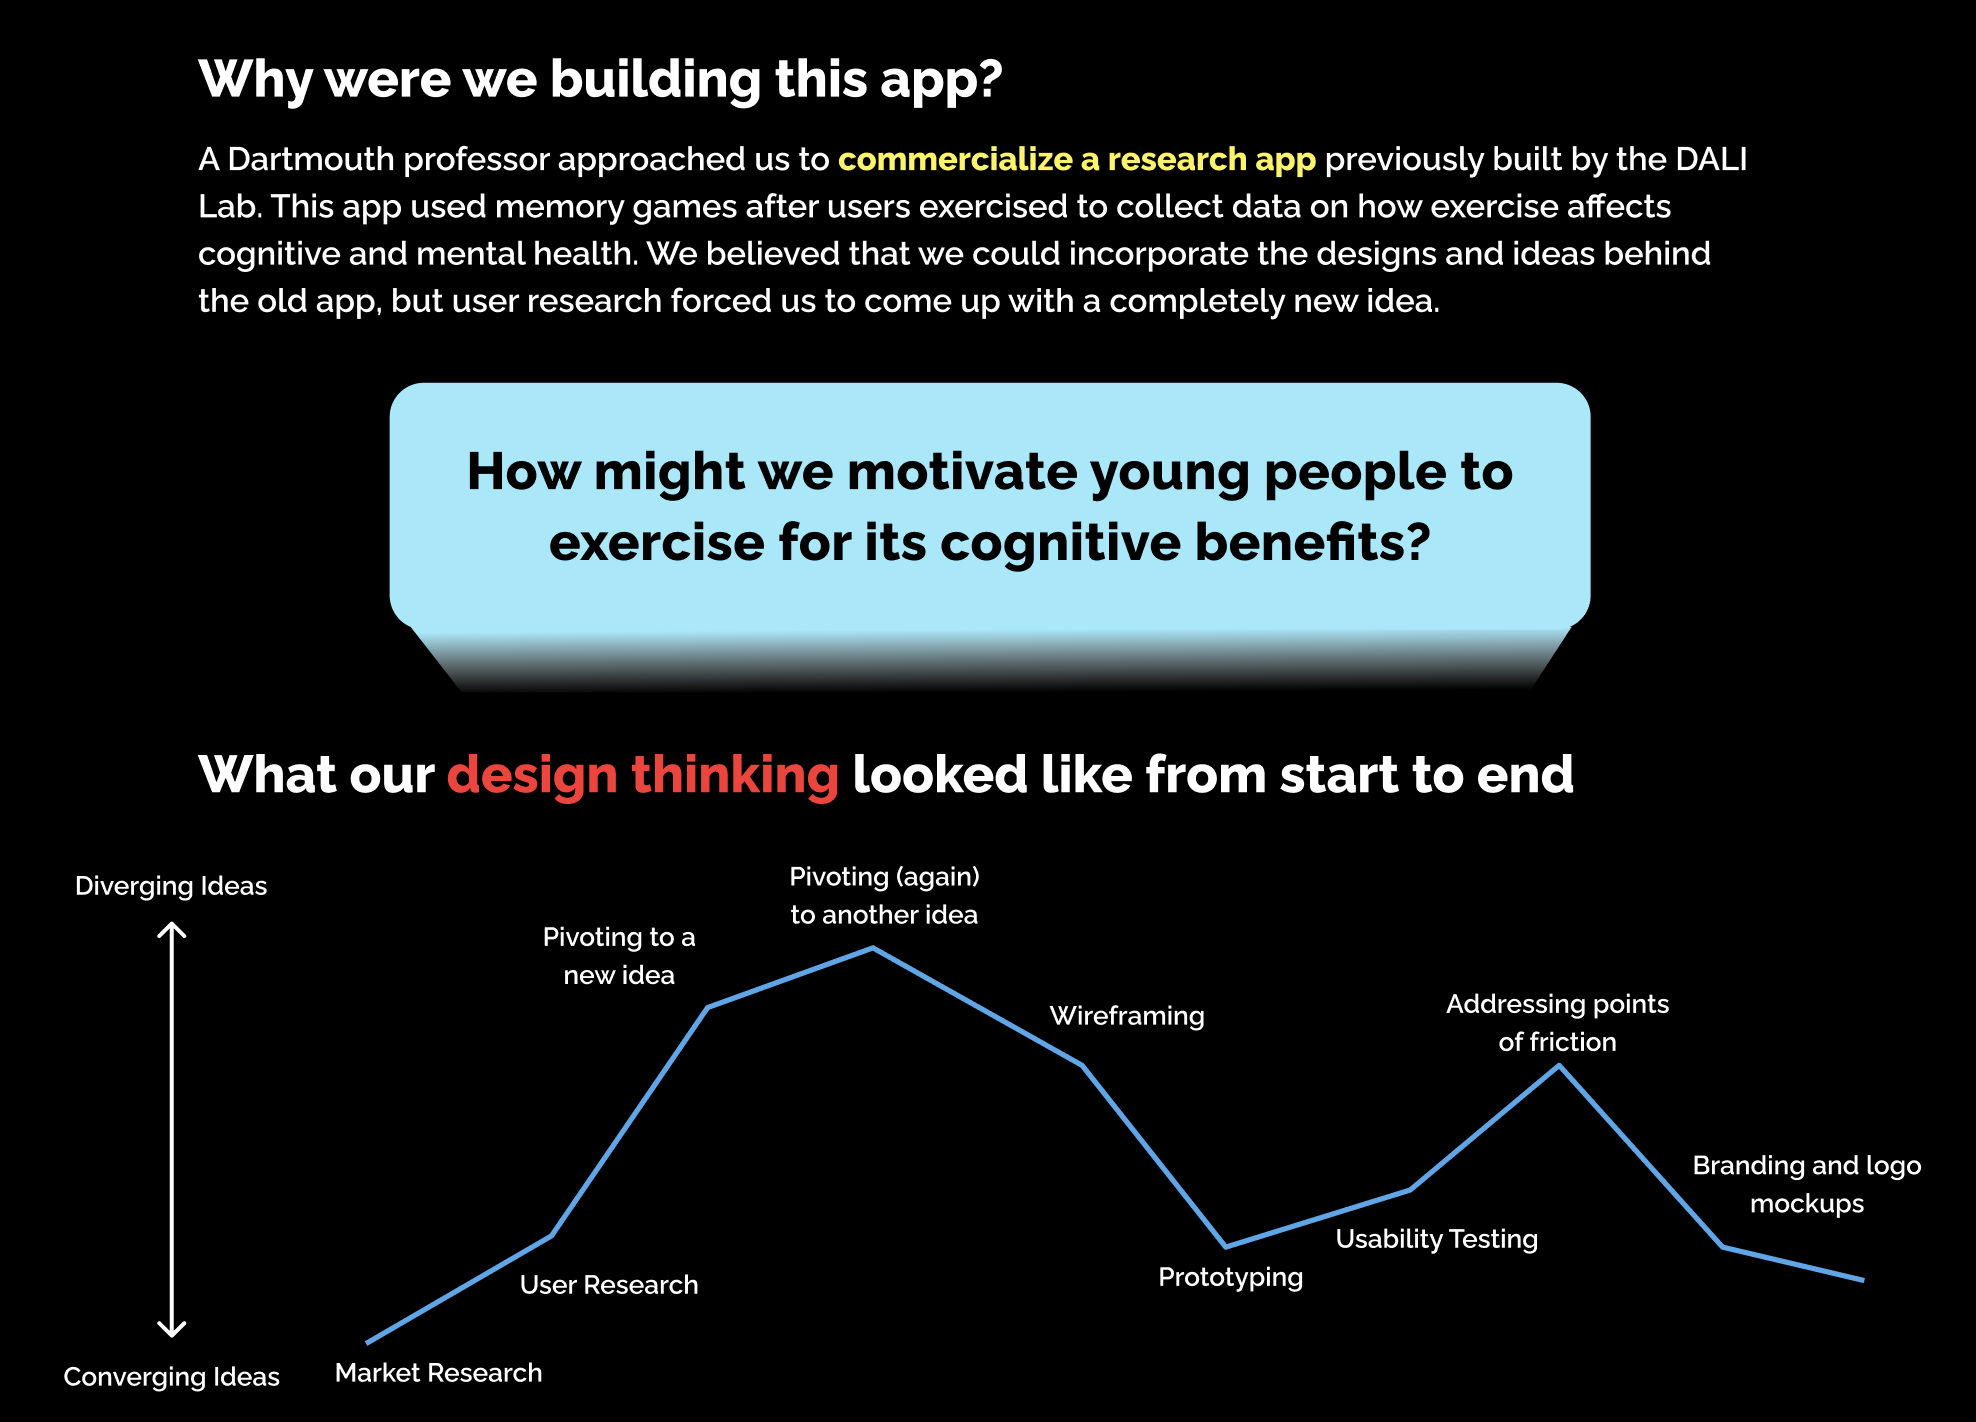 Why were we building this app?
A Dartmouth professor approached us to commercialize a research app previously built by the DALI
Lab. This app used memory games after users exercised to collect data on how exercise affects
cognitive and mental health. We believed that we could incorporate the designs and ideas behind
the old app, but user research forced us to come up with a completely new idea.
How might we motivate young people to
exercise for its cognitive benefits?
What our design thinking looked like from start to end
Diverging Ideas
Converging Ideas
Market Research
User Research
Pivoting to a
new idea
Pivoting (again)
to another idea
Wireframing
Prototyping
Usability Testing
Addressing points
of friction
Branding and logo
mockups